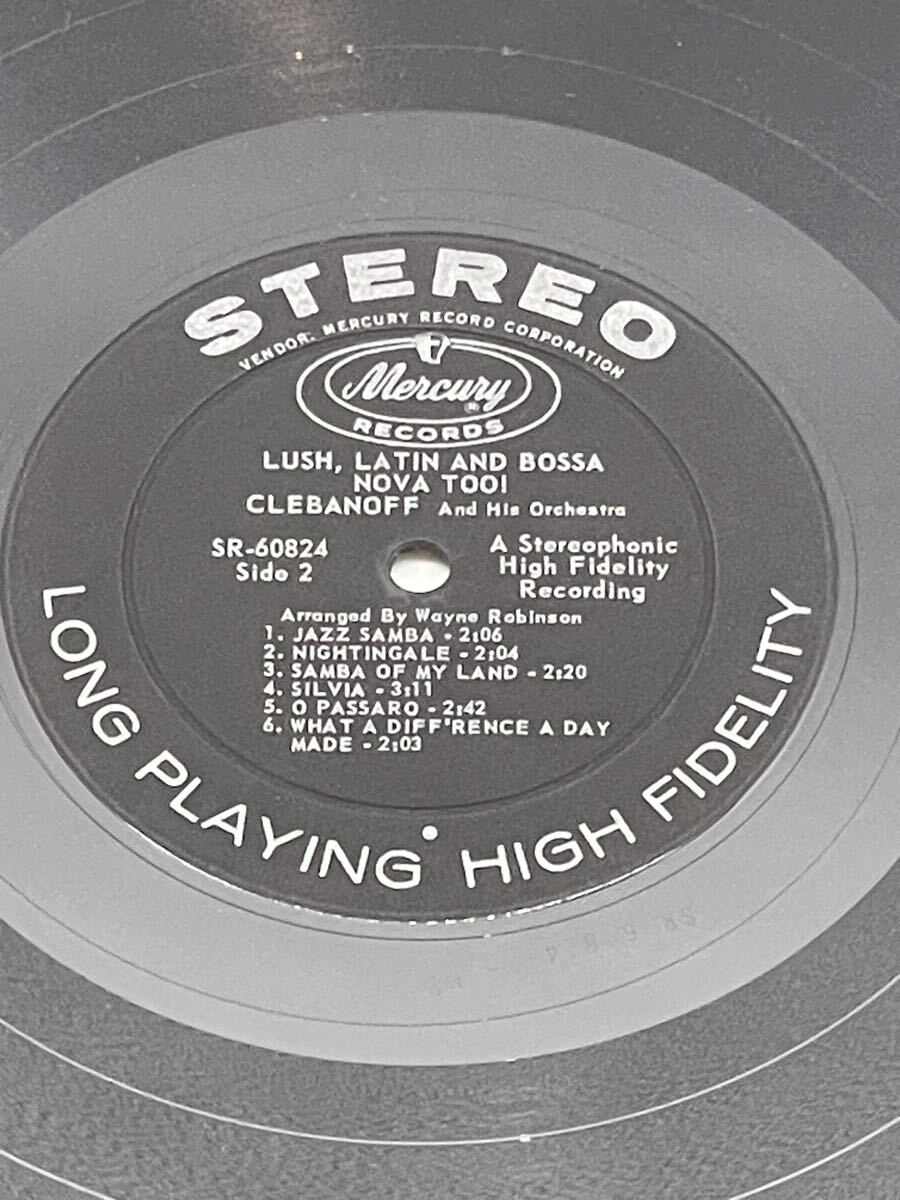 STEREO
VENDOR: MERCURY RECORD CORPORATION
Mercury ®
RECORDS
LUSH, LATIN AND BOSSA
NOVA TOO!
CLEBANOFF And His Orchestra
SR-60824
Side 2
A Stereophonic
High Fidelity
Recording
Arranged By Wayne Robinson
1. JAZZ SAMBA - 2:06
2. NIGHTINGALE - 2:04
3. SAMBA OF MY LAND - 2:20
4. SILVIA - 3:11
5. O PASSARO - 2:42
6. WHAT A DIFF'RENCE A DAY
MADE - 2:03
LONG PLAYING HIGH FIDELITY